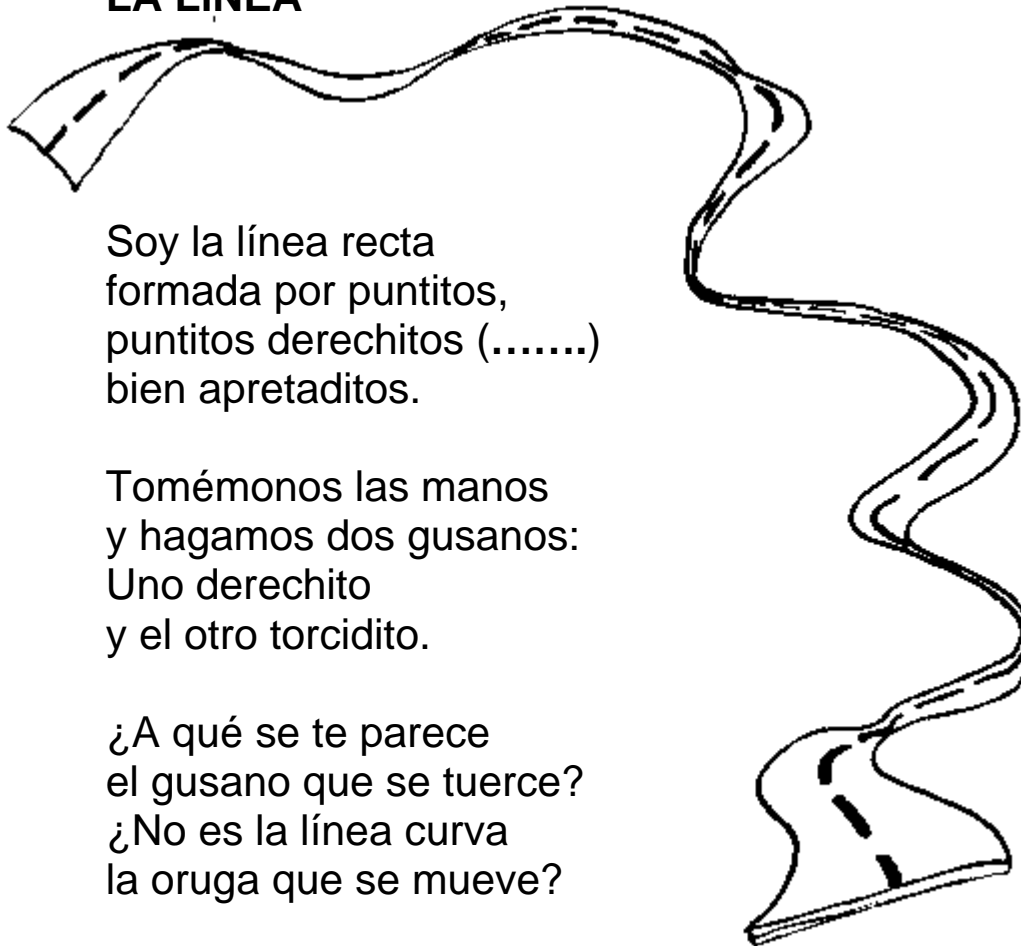 LA LÍNEA
Soy la línea recta
formada por puntitos,
puntitos derechitos (…….)
bien apretaditos.
Tomémonos las manos
y hagamos dos gusanos:
Uno derechito
y el otro torcidito.
¿A qué se te parece
el gusano que se tuerce?
¿No es la línea curva
la oruga que se mueve?